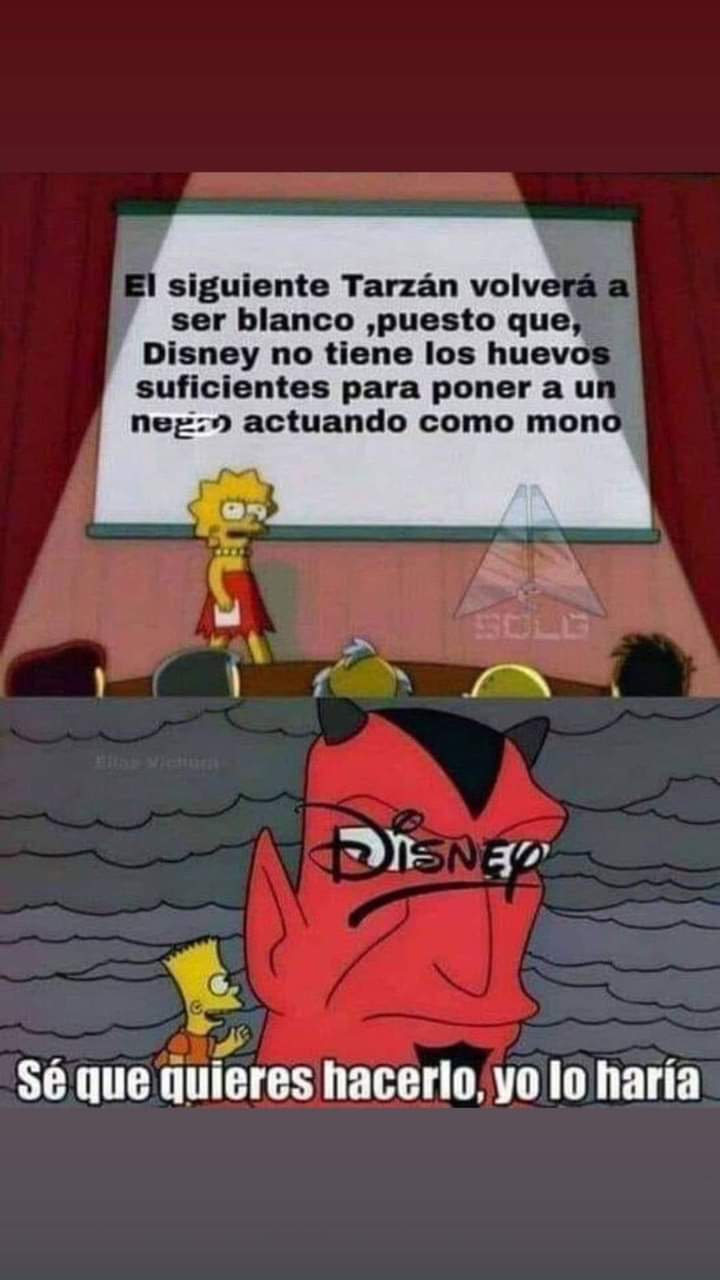 El siguiente Tarzán volverá a
ser blanco ,puesto que,
Disney no tiene los huevos
suficientes para poner a un
negro actuando como mono
SOLG
Disney
Sé que quieres hacerlo, yo lo haría